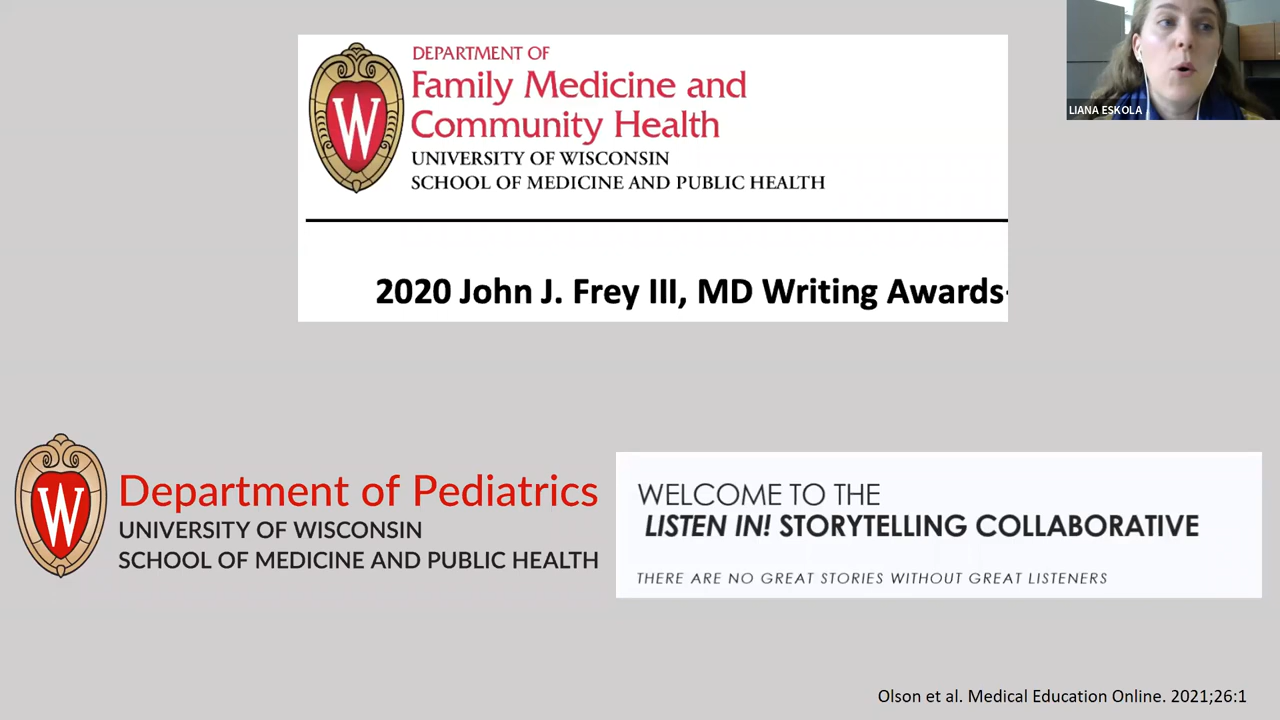 LIANA ESKOLA
W
DEPARTMENT OF
Family Medicine and
Community Health
UNIVERSITY OF WISCONSIN
SCHOOL OF MEDICINE AND PUBLIC HEALTH
2020 John J. Frey III, MD Writing Awards
W
Department of Pediatrics
UNIVERSITY OF WISCONSIN
SCHOOL OF MEDICINE AND PUBLIC HEALTH
WELCOME TO THE
LISTEN IN! STORYTELLING COLLABORATIVE
THERE ARE NO GREAT STORIES WITHOUT GREAT LISTENERS
Olson et al. Medical Education Online. 2021;26:1